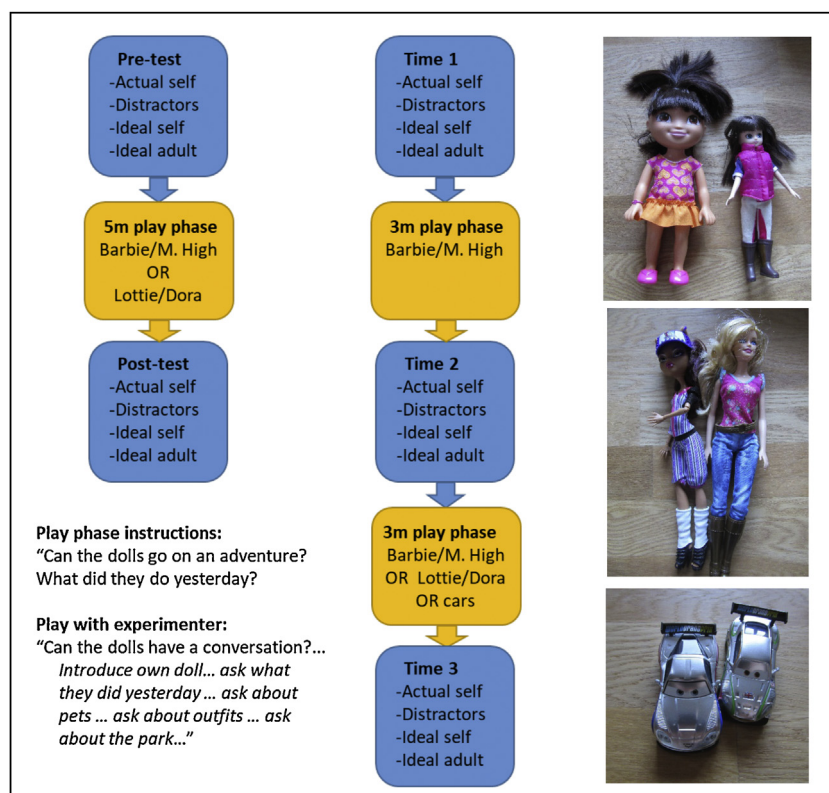 Pre-test
-Actual self
-Distractors
-Ideal self
-Ideal adult
5m play phase
Barbie/M. High
OR
Lottie/Dora
Post-test
-Actual self
-Distractors
-Ideal self
-Ideal adult
Play phase instructions:
“Can the dolls go on an adventure?
What did they do yesterday?
Play with experimenter:
“Can the dolls have a conversation?...
Introduce own doll... ask what
they did yesterday ... ask about
pets ... ask about outfits ... ask
about the park...”
Time 1
-Actual self
-Distractors
-Ideal self
-Ideal adult
3m play phase
Barbie/M. High
Time 2
-Actual self
-Distractors
-Ideal self
-Ideal adult
3m play phase
Barbie/M. High
OR Lottie/Dora
OR cars
Time 3
-Actual self
-Distractors
-Ideal self
-Ideal adult